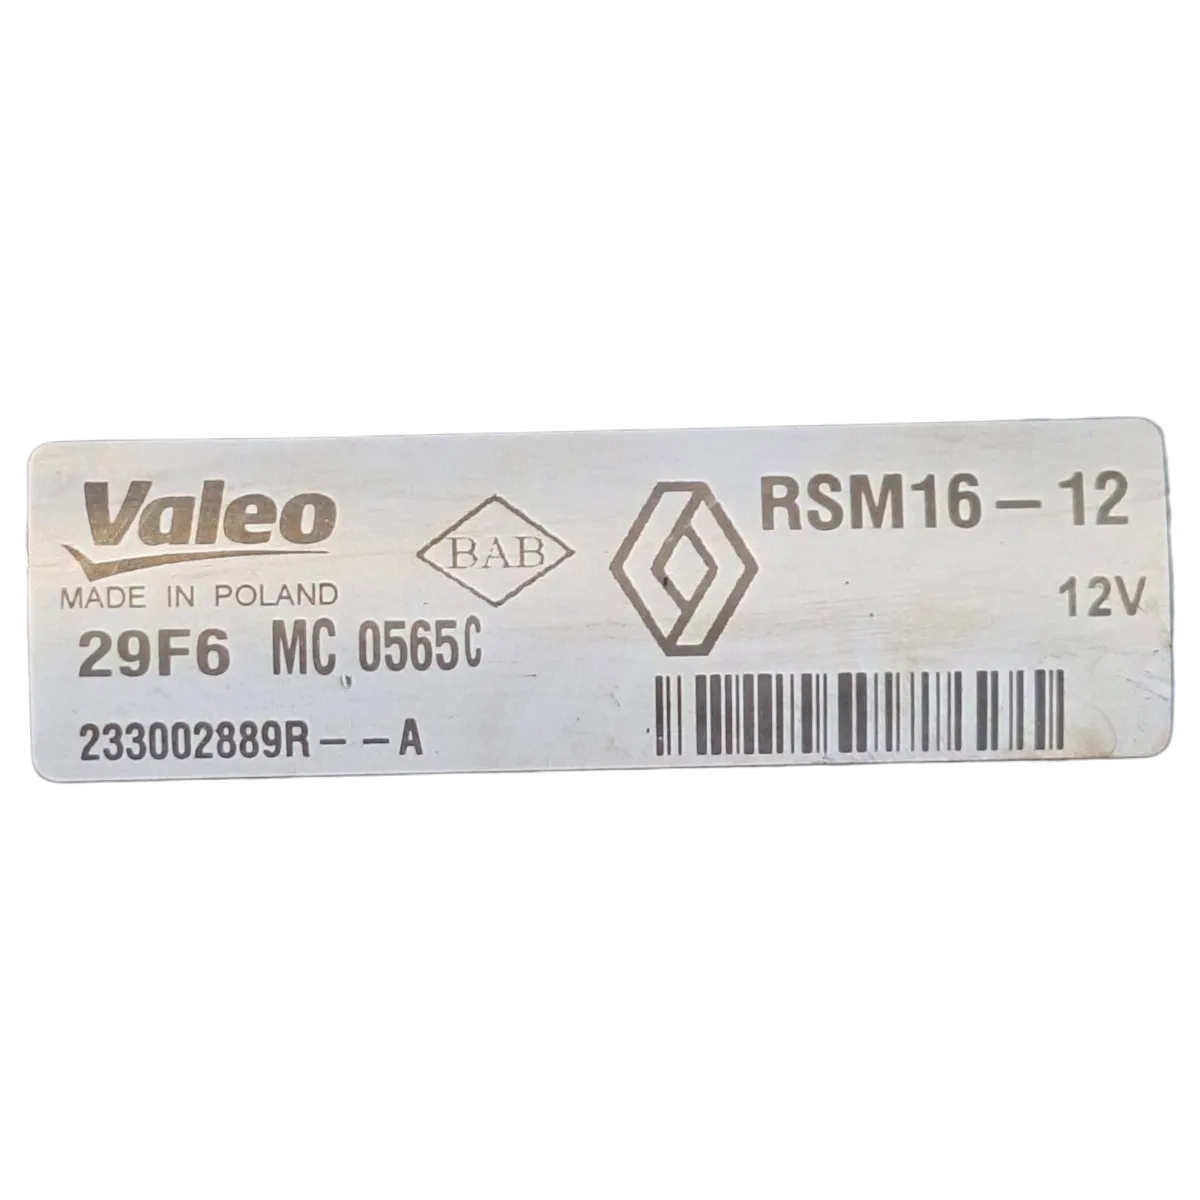 Valeo
MADE IN POLAND
BAB
RSM16-12
12V
29F6 MC 0565C
233002889R--A